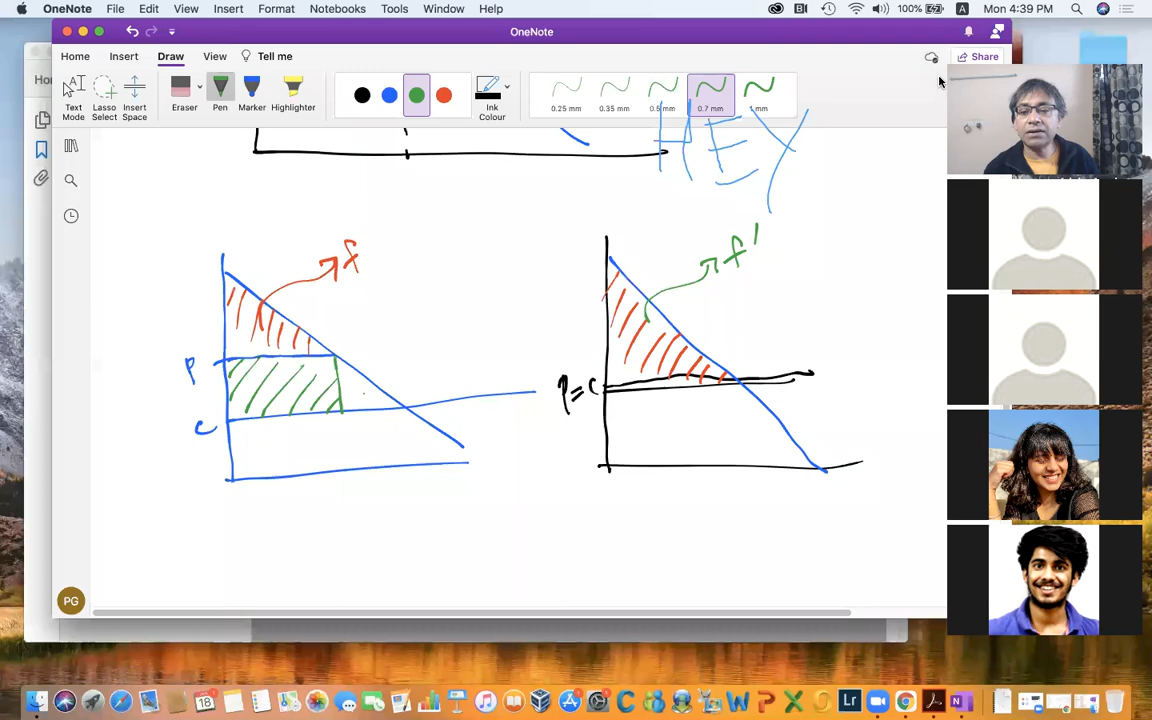 OneNote File Edit View Insert Format Notebooks Tools Window Help 100% A Mon 4:39 PM
OneNote
Home Insert Draw View Tell me Share
Text Mode Lasso Select Insert Space Eraser Pen Marker Highlighter Ink Colour 0.25 mm 0.35 mm 0.5 mm 0.7 mm mm
Ho
HEY
f
f'
P
P=C
C
PG
18